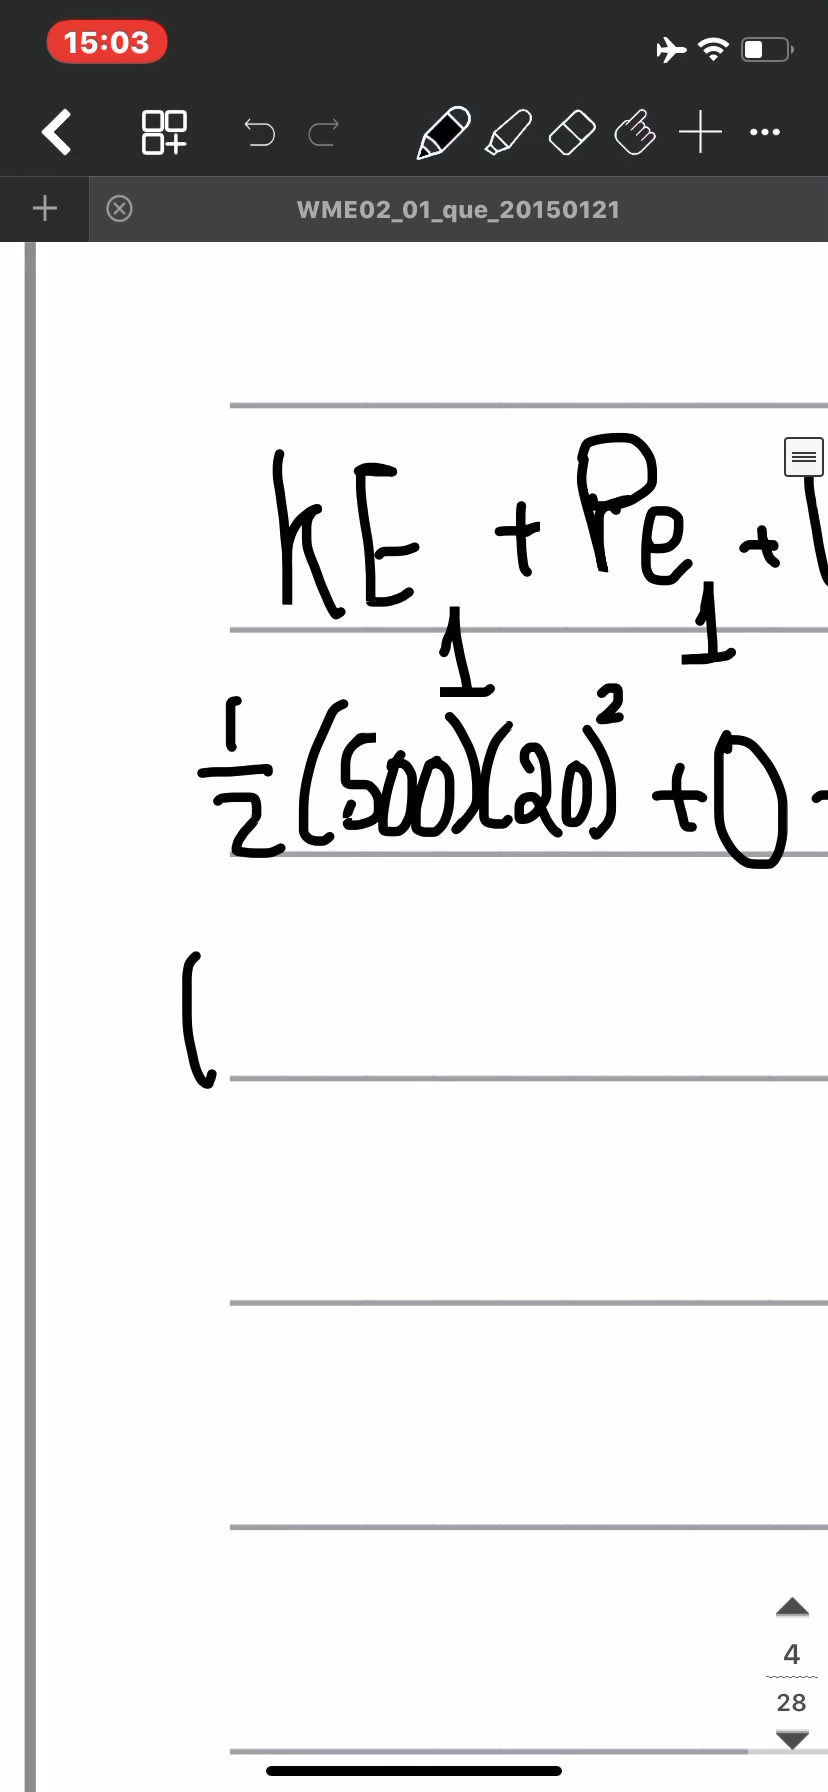 15:03
WME02_01_que_20150121
KE₁ + Pe₁ +
½(500)(20)² + 0
(
4
28